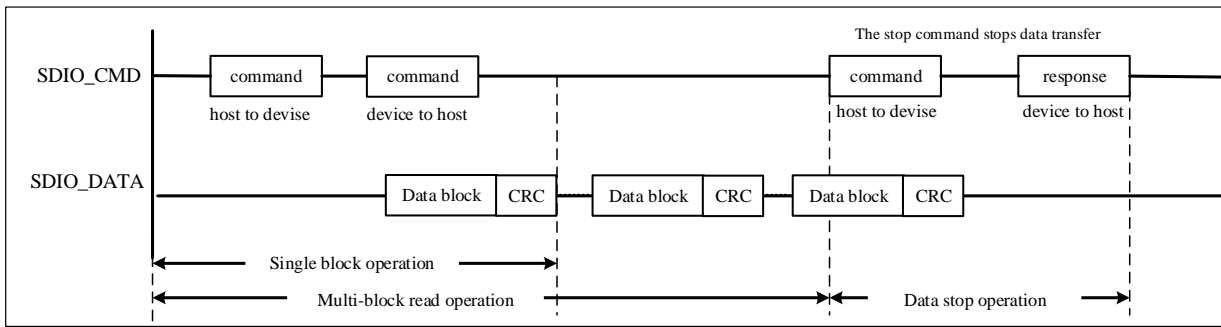 The stop command stops data transfer
SDIO_CMD command command command response
host to devise device to host host to devise device to host
SDIO_DATA
Data block CRC Data block CRC Data block CRC
Single block operation
Multi-block read operation Data stop operation